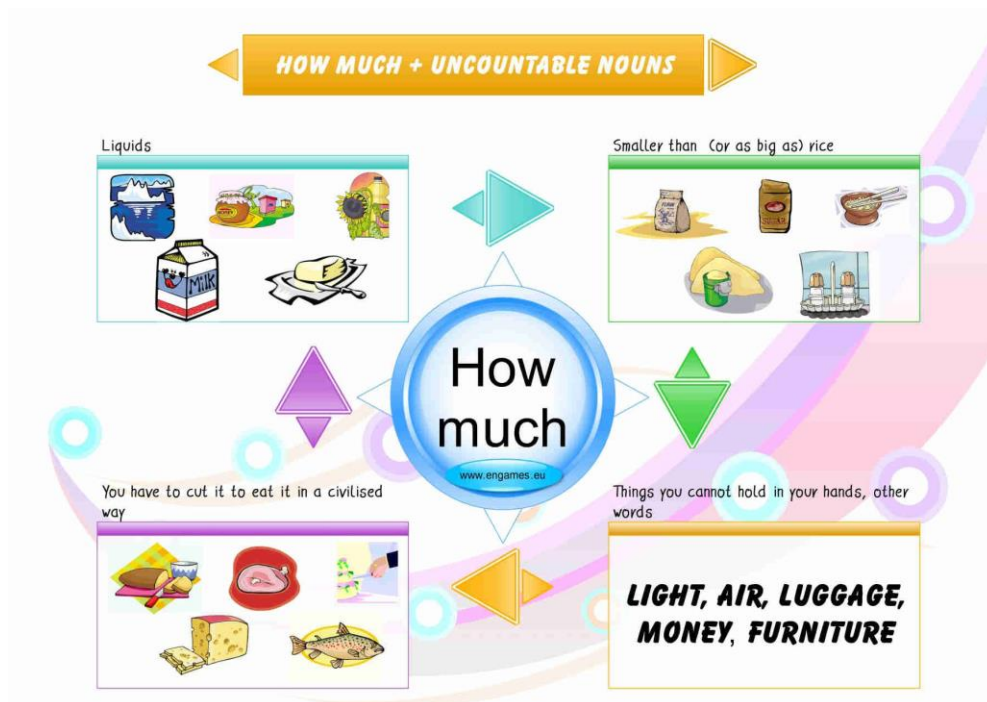 HOW MUCH + UNCOUNTABLE NOUNS
Liquids
HONEY
Milk
Smaller than (or as big as) rice
How
much
www.engames.eu
You have to cut it to eat it in a civilised
way
Things you cannot hold in your hands, other
words
LIGHT, AIR, LUGGAGE,
MONEY, FURNITURE